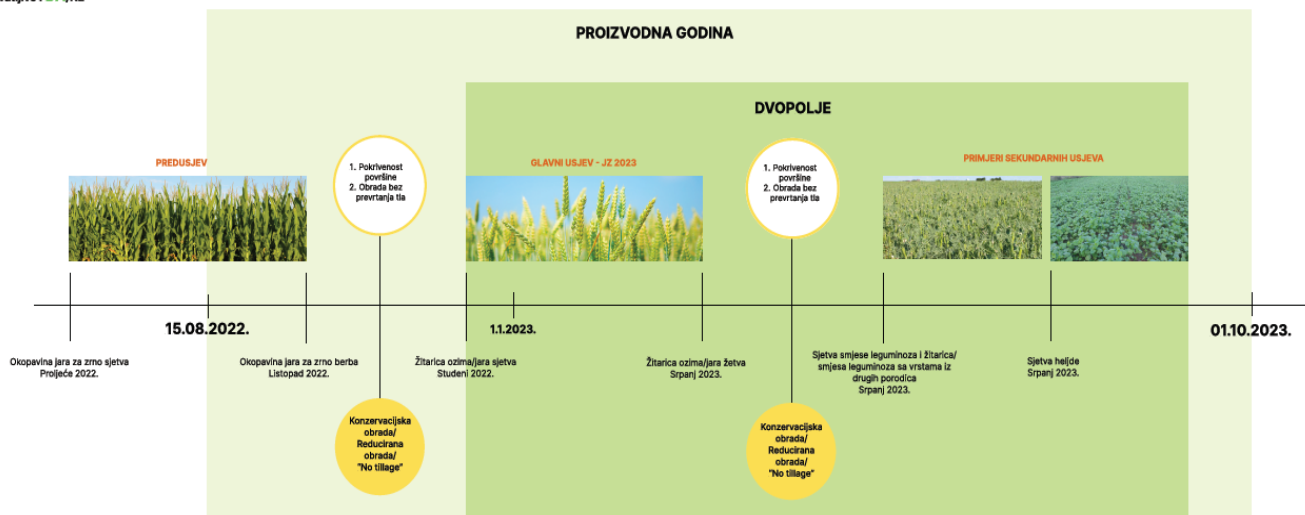 PROIZVODNA GODINA
DVOPOLJE
PREDUSJEV
1. Pokrivenost
površine
2. Obrada bez
prevrtanja tla
GLAVNI USJEV - JZ 2023
1. Pokrivenost
površine
2. Obrada bez
prevrtanja tla
PRIMJERI SEKUNDARNIH USJEVA
15.08.2022.
1.1.2023.
01.10.2023.
Okopavina jara za zrno sjetva
Proljeće 2022.
Okopavina jara za zrno berba
Listopad 2022.
Žitarica ozima/jara sjetva
Studeni 2022.
Žitarica ozima/jara žetva
Srpanj 2023.
Sjetva smjese leguminoza i žitarica/
smjesa leguminoza sa vrstama iz
drugih porodica
Srpanj 2023.
Sjetva heljde
Srpanj 2023.
Konzervacijska
obrada/
Reducirana
obrada/
"No tillage"
Konzervacijska
obrada/
Reducirana
obrada/
"No tillage"